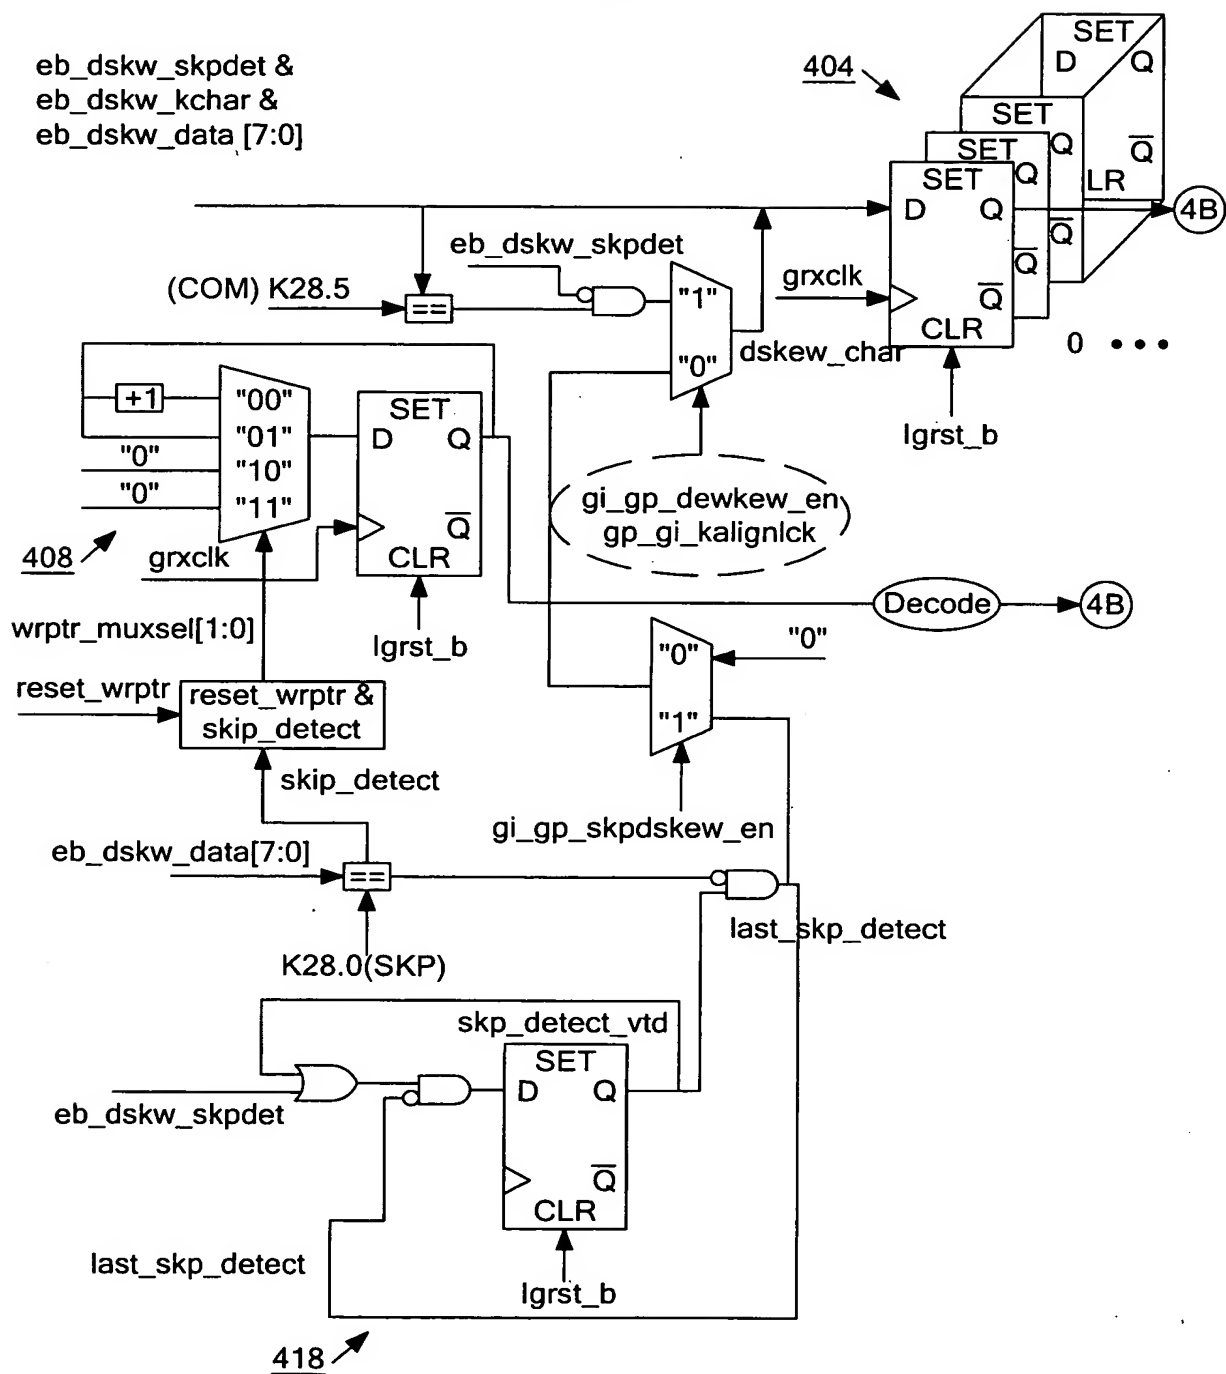 eb_dskw_skpdet &
eb_dskw_kchar &
eb_dskw_data [7:0]
404
SET
D Q
Q
SET
Q
LR
SET
Q
Q
SET
D Q
Q
CLR
Q
4B
eb_dskw_skpdet
(COM) K28.5
==
"1"
"0"
grxclk
dskew_char
0 •••
lgrst_b
+1
"00"
"01"
"0"
"10"
"0"
"11"
SET
D Q
Q
CLR
408
grxclk
gi_gp_dewkew_en
gp_gi_kalignlck
Decode
4B
wrptr_muxsel[1:0]
lgrst_b
"0"
"0"
"1"
reset_wrptr
reset_wrptr &
skip_detect
skip_detect
gi_gp_skpdskew_en
eb_dskw_data[7:0]
==
last_skp_detect
K28.0(SKP)
skp_detect_vtd
SET
D Q
Q
CLR
eb_dskw_skpdet
last_skp_detect
lgrst_b
418